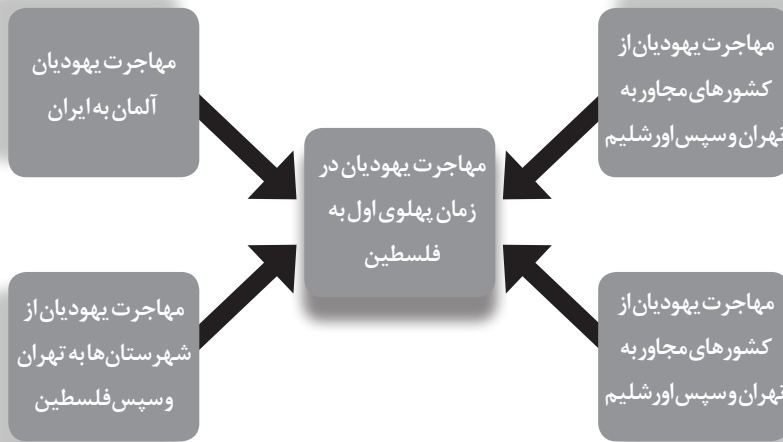 مهاجرت یهودیان از
کشورهای مجاور به
تهران و سپس اورشلیم
مهاجرت یهودیان
آلمان به ایران
مهاجرت یهودیان در
زمان پهلوی اول به
فلسطین
مهاجرت یهودیان از
کشورهای مجاور به
تهران و سپس اورشلیم
مهاجرت یهودیان از
شهرستان‌ها به تهران
و سپس فلسطین